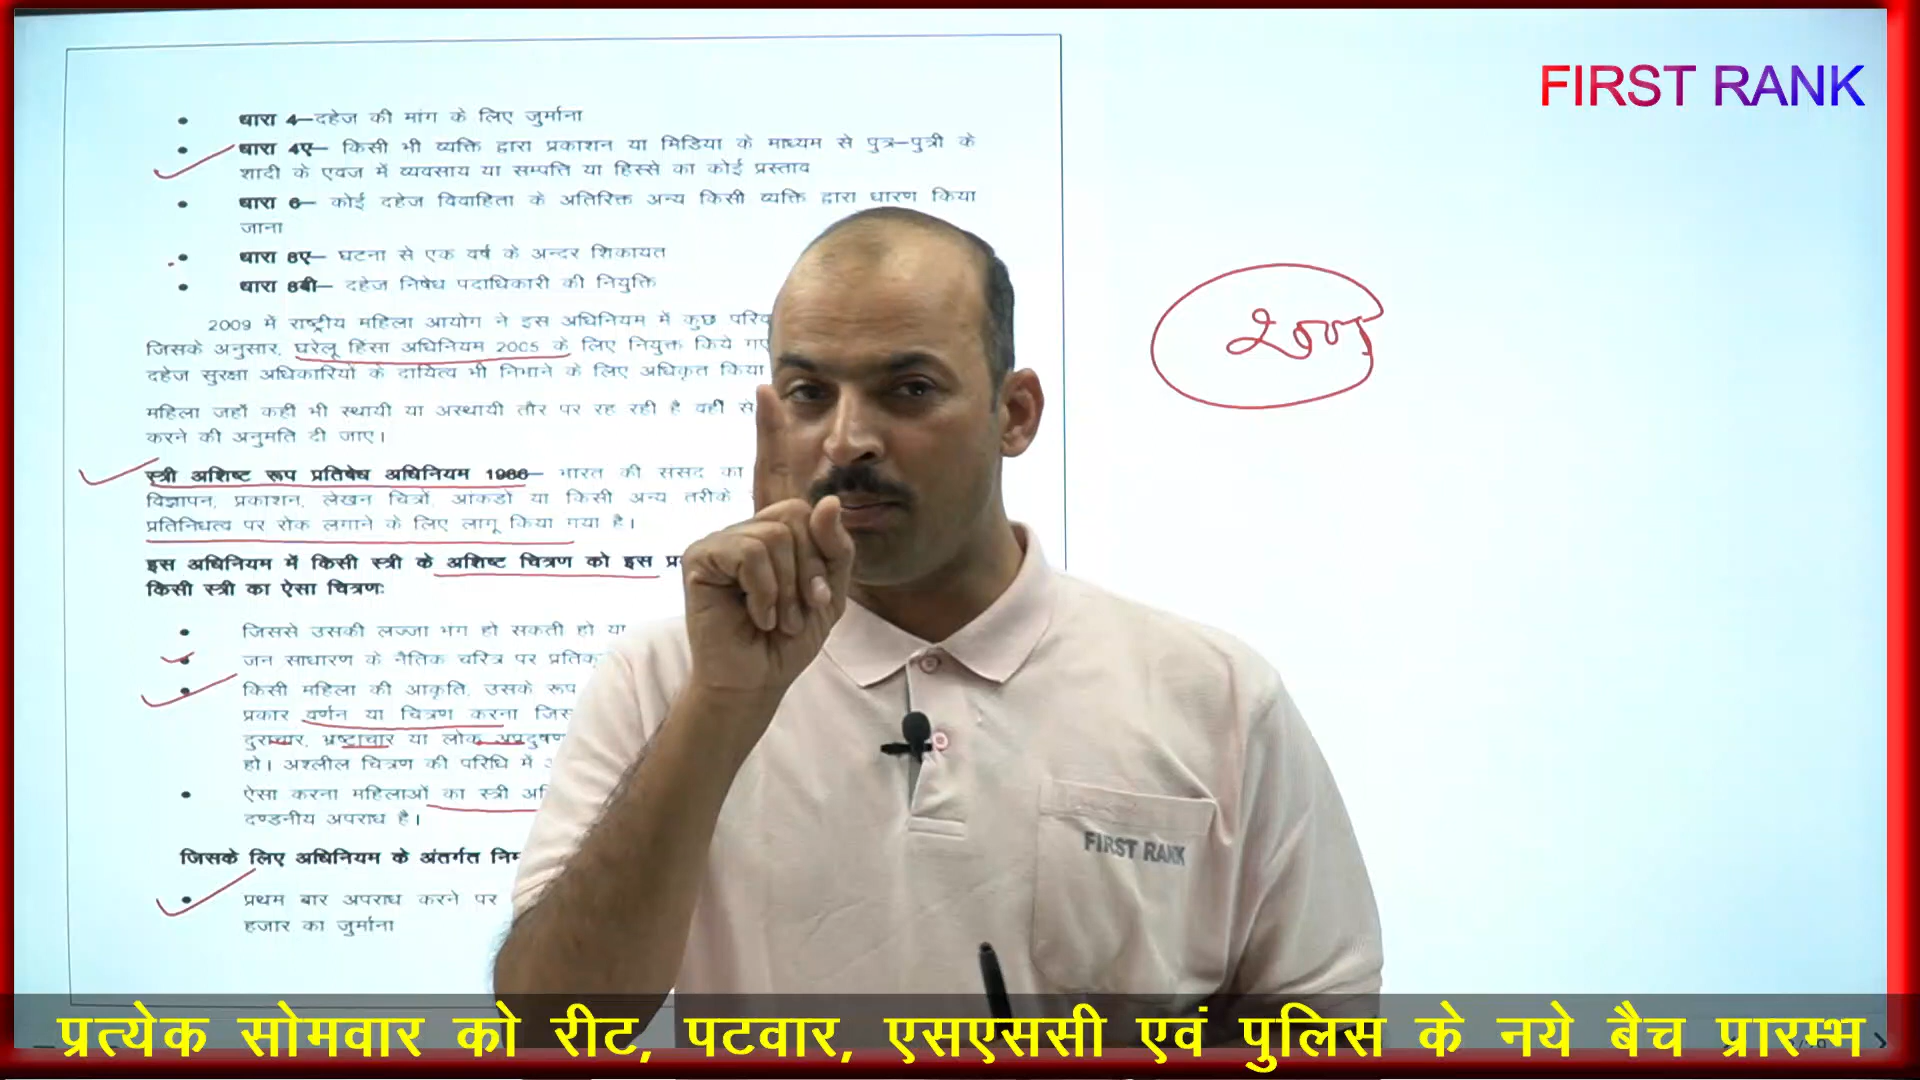 FIRST RANK
धारा 4–दहेज की मांग के लिए जुर्माना
धारा 4ए– किसी भी व्यक्ति द्वारा प्रकाशन या मिडिया के माध्यम से पुत्र–पुत्री के
शादी के एवज में व्यवसाय या सम्पत्ति या हिस्से का कोई प्रस्ताव
धारा 6– कोई दहेज विवाहिता के अतिरिक्त अन्य किसी व्यक्ति द्वारा धारण किया
जाना
धारा 8ए– घटना से एक वर्ष के अन्दर शिकायत
धारा 8बी– दहेज निषेध पदाधिकारी की नियुक्ति
2009 में राष्ट्रीय महिला आयोग ने इस अधिनियम में कुछ
जिसके अनुसार, घरेलू हिंसा अधिनियम 2005 के लिए नियुक्त किये
दहेज सुरक्षा अधिकारियों के दायित्व भी निभाने के लिए अधिकृत किया
महिला जहाँ कहीं भी स्थायी या अस्थायी तौर पर रह रही है वहीं से
करने की अनुमति दी जाए।
स्त्री अशिष्ट रूप प्रतिषेध अधिनियम 1986– भारत की संसद का
विज्ञापन, प्रकाशन, लेखन चित्रों, आंकडों या किसी अन्य तरीके
प्रतिनिधत्व पर रोक लगाने के लिए लागू किया गया है।
इस अधिनियम में किसी स्त्री के अशिष्ट चित्रण को इस
किसी स्त्री का ऐसा चित्रणः
जिससे उसकी लज्जा भंग हो सकती हो या
जन साधारण के नैतिक चरित्र पर
किसी महिला की आकृति, उसके रूप
प्रकार वर्णन या चित्रण करना
दुराचार, भ्रष्टाचार या लोक अपदुषण
हो। अश्लील चित्रण की परिधि में
ऐसा करना महिलाओं का स्त्री
दण्डनीय अपराध है।
जिसके लिए अधिनियम के अंतर्गत
प्रथम बार अपराध करने पर
हजार का जुर्माना
FIRST RANK
प्रत्येक सोमवार को रीट, पटवार, एसएससी एवं पुलिस के नये बैच प्रारम्भ